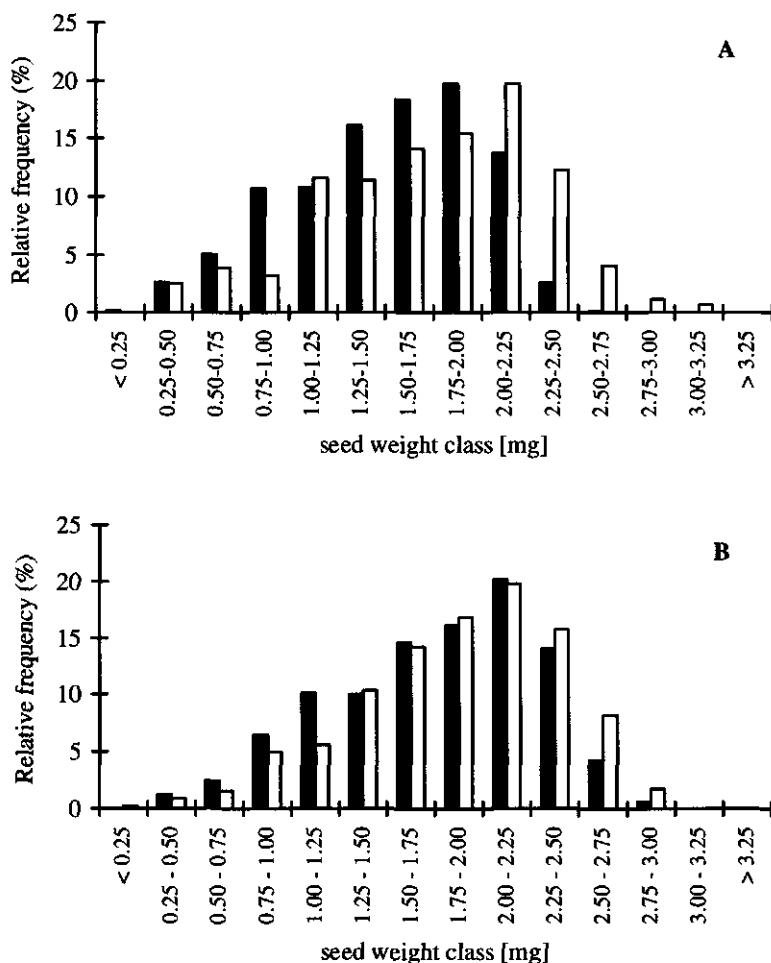 A
Relative frequency (%)
25
20
15
10
5
0
< 0.25
0.25-0.50
0.50-0.75
0.75-1.00
1.00-1.25
1.25-1.50
1.50-1.75
1.75-2.00
2.00-2.25
2.25-2.50
2.50-2.75
2.75-3.00
3.00-3.25
> 3.25
seed weight class [mg]
B
Relative frequency (%)
25
20
15
10
5
0
< 0.25
0.25 - 0.50
0.50 - 0.75
0.75 - 1.00
1.00 - 1.25
1.25 - 1.50
1.50 - 1.75
1.75 - 2.00
2.00 - 2.25
2.25 - 2.50
2.50 - 2.75
2.75 - 3.00
3.00 - 3.25
> 3.25
seed weight class [mg]